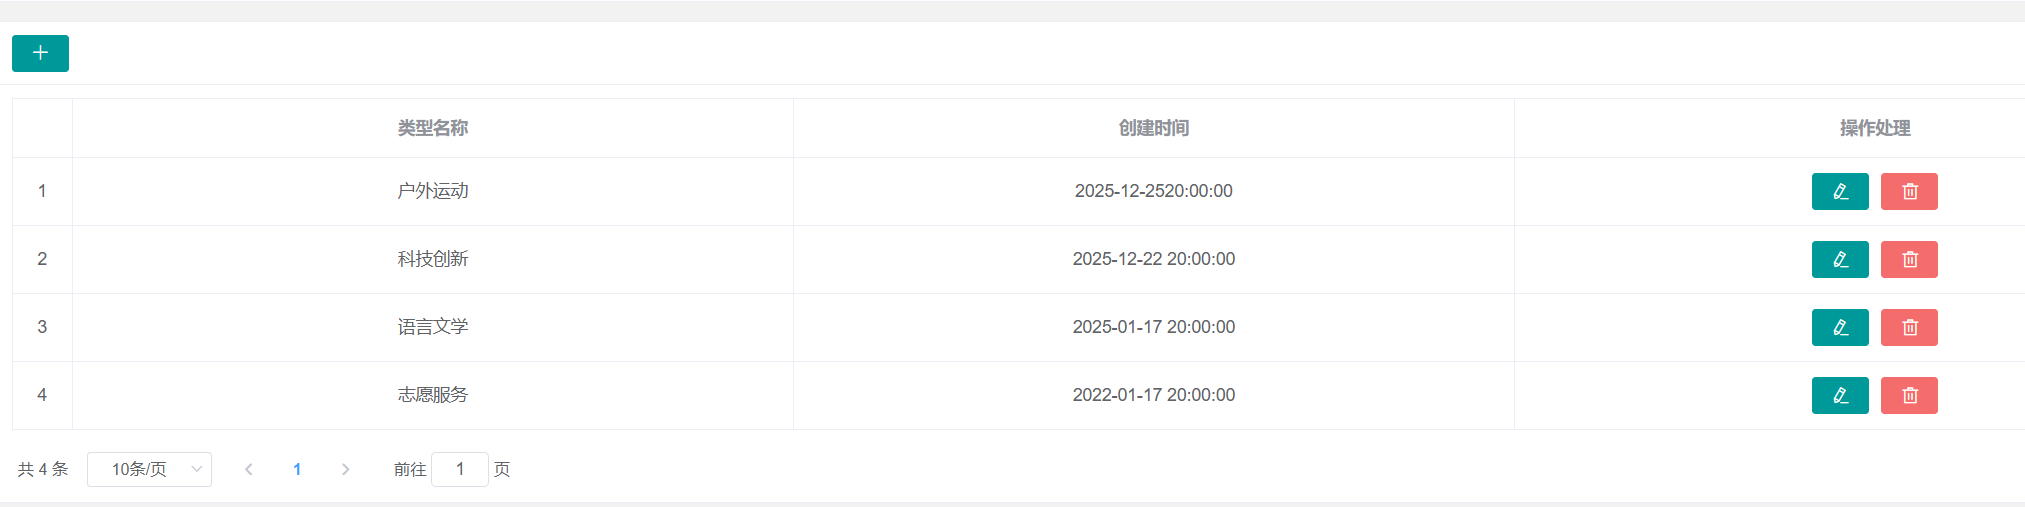 类型名称 创建时间 操作处理
1 户外运动 2025-12-2520:00:00
2 科技创新 2025-12-22 20:00:00
3 语言文学 2025-01-17 20:00:00
4 志愿服务 2022-01-17 20:00:00
共 4 条 10条/页 1 前往 1 页